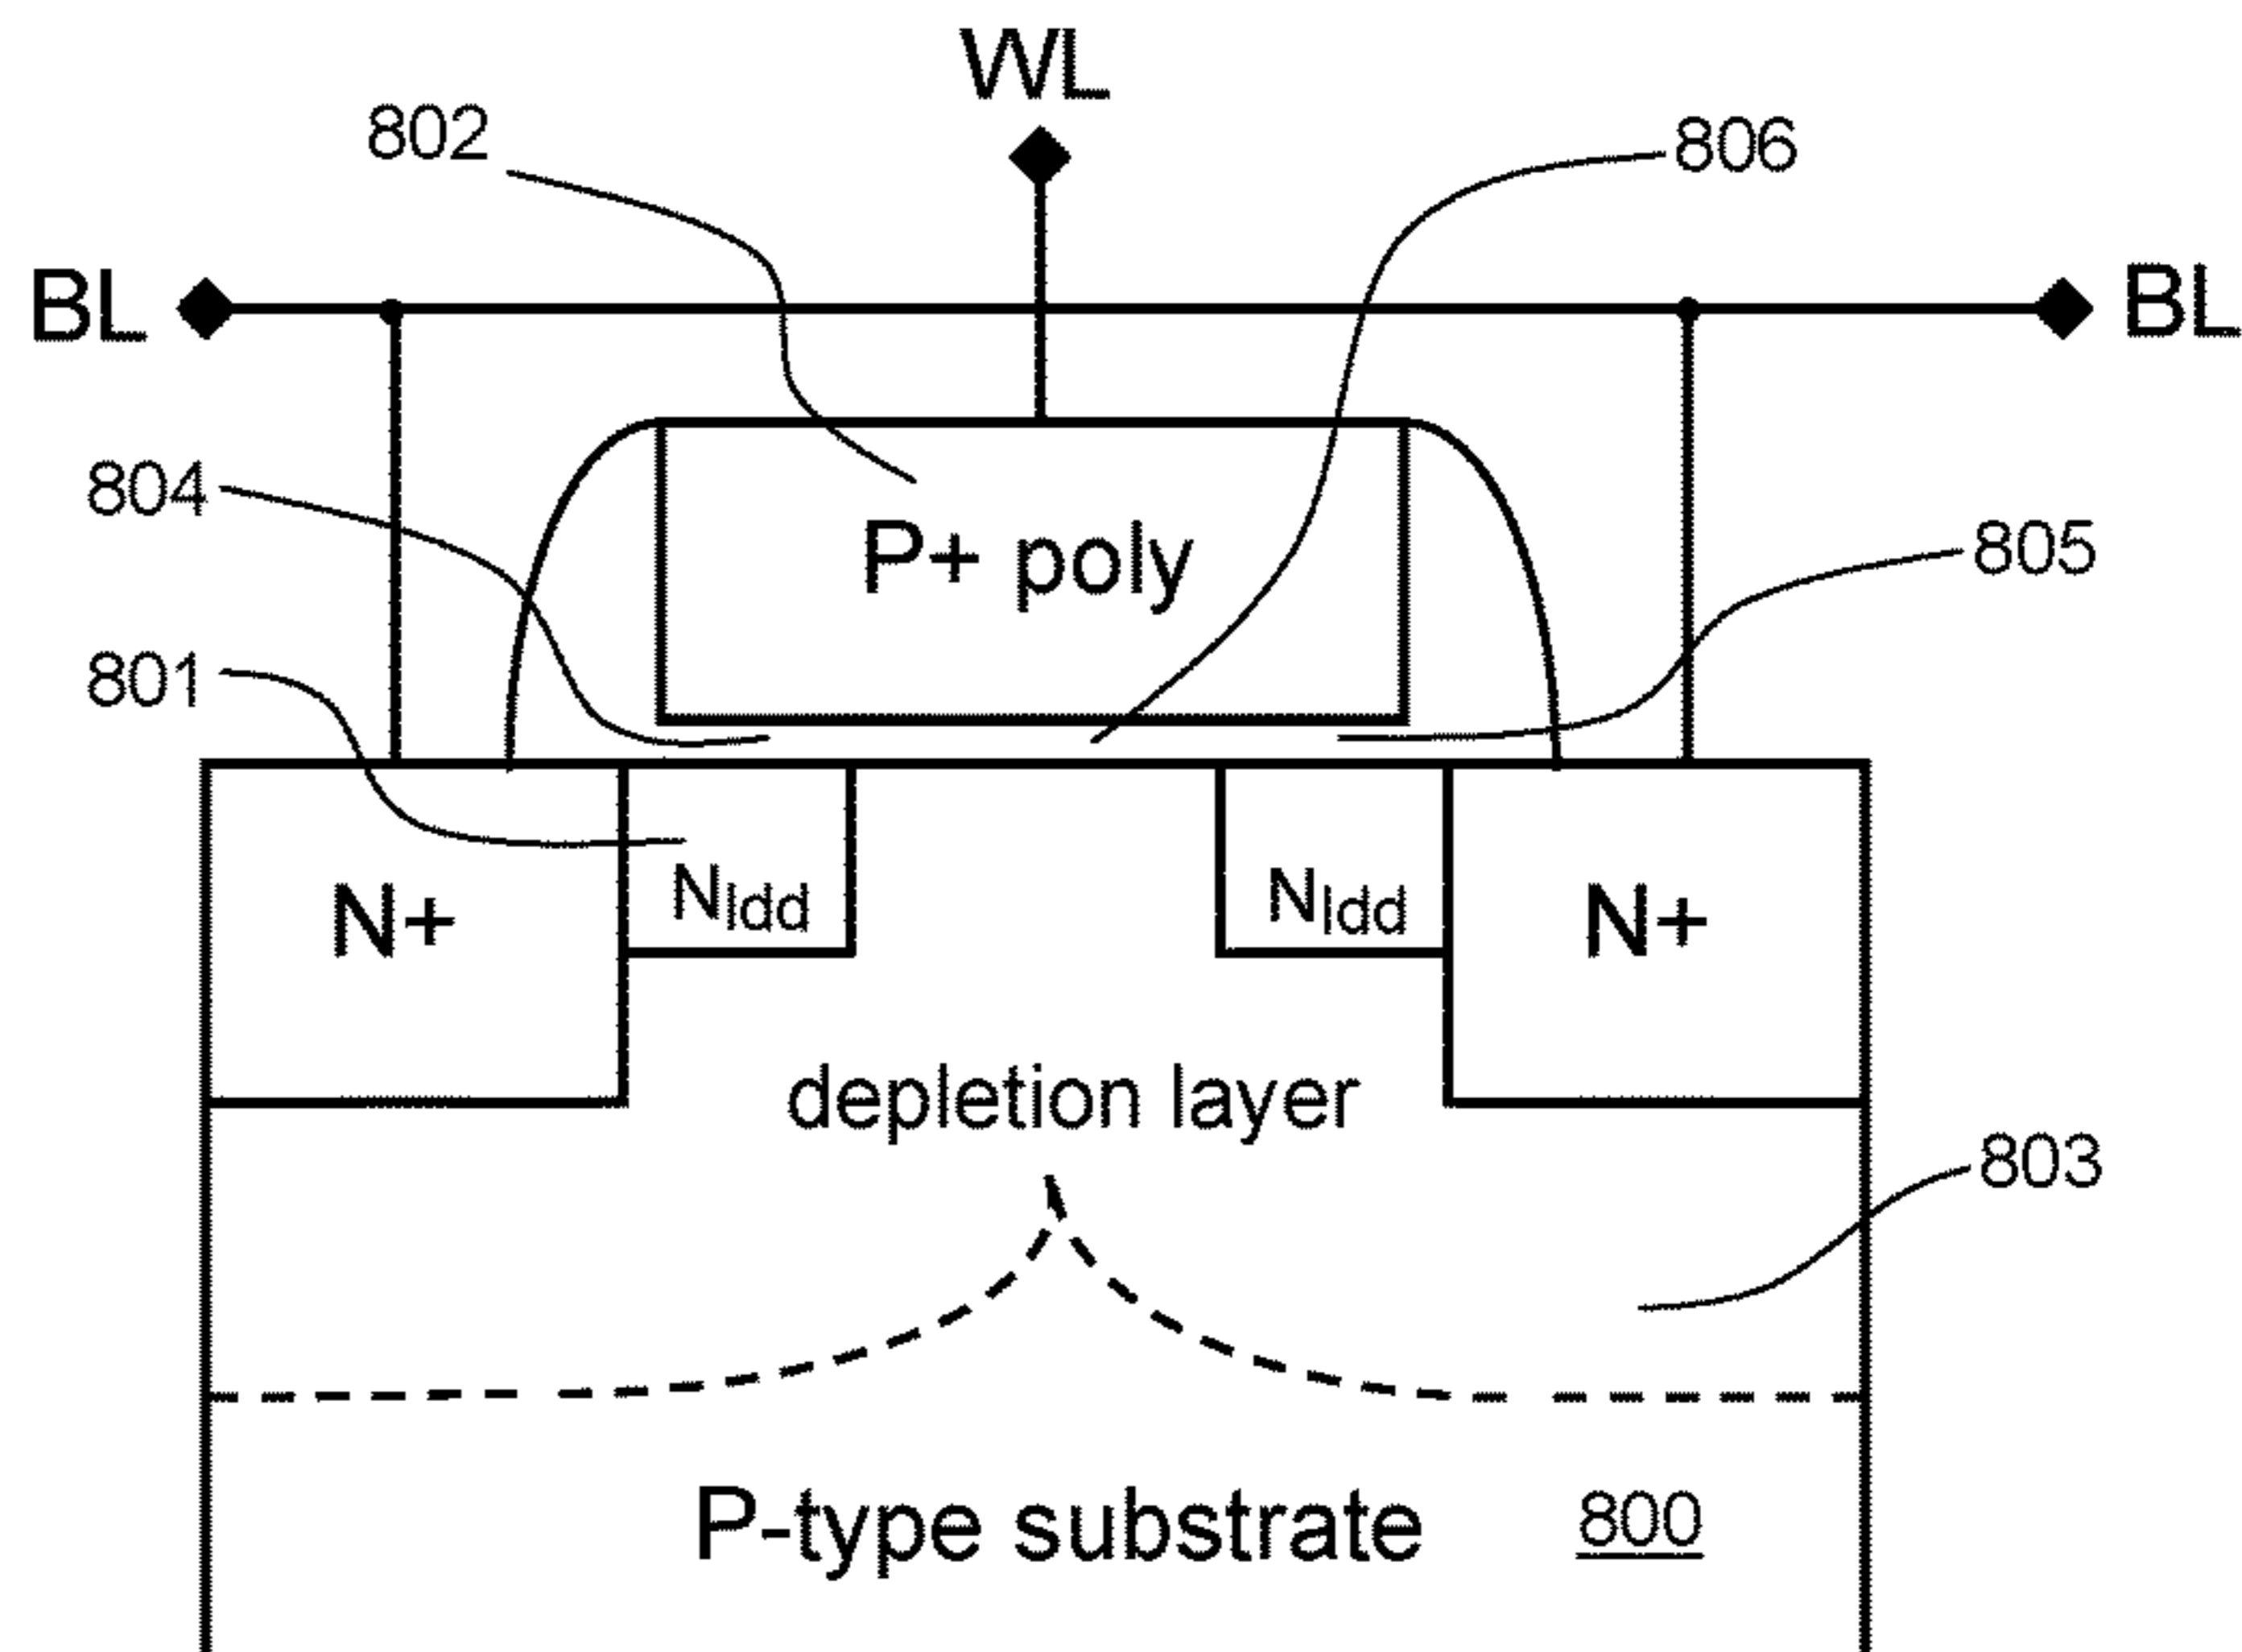 WL
802
806
BL
BL
804
P+ poly
805
801
N+
Nldd
Nldd
N+
depletion layer
803
P-type substrate
800